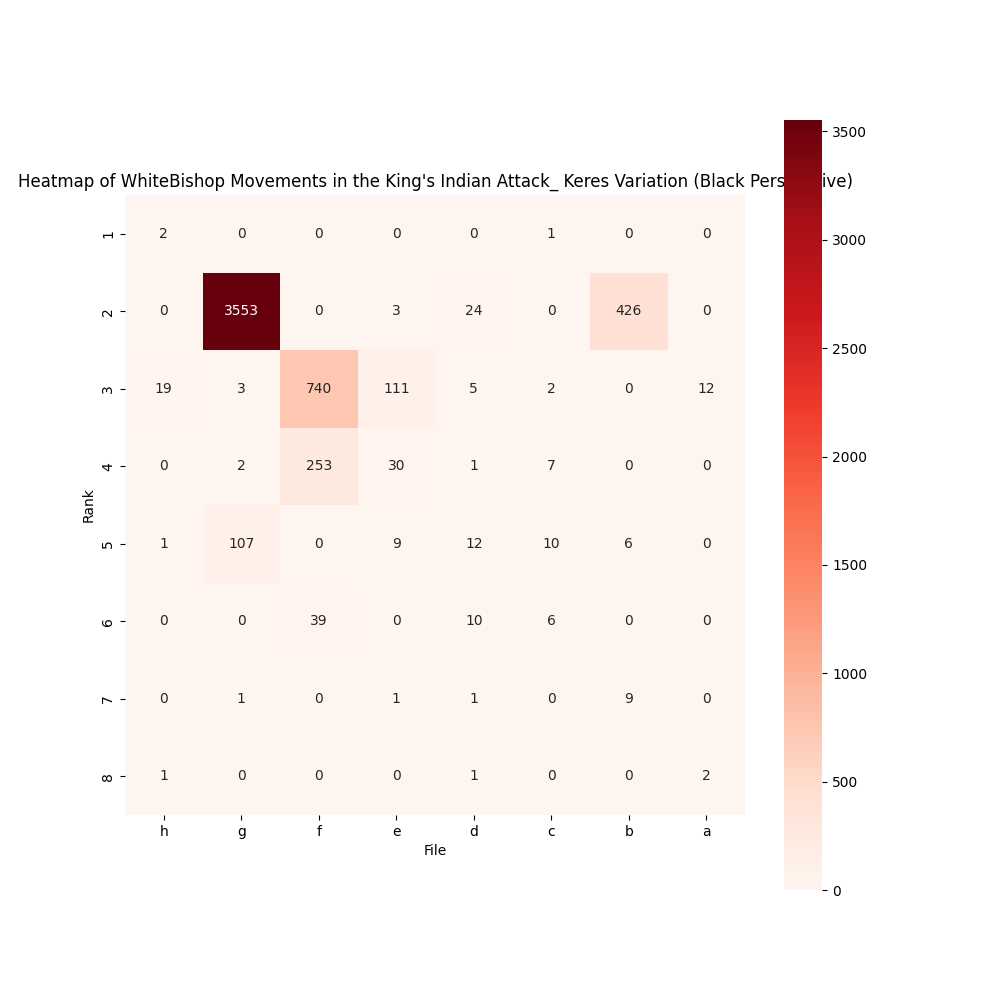 Heatmap of WhiteBishop Movements in the King's Indian Attack_ Keres Variation (Black Pers    ive)
3500
3000
2500
2000
1500
1000
500
0
Rank
1 2 0 0 0 0 1 0 0
2 0 3553 0 3 24 0 426 0
3 19 3 740 111 5 2 0 12
4 0 2 253 30 1 7 0 0
5 1 107 0 9 12 10 6 0
6 0 0 39 0 10 6 0 0
7 0 1 0 1 1 0 9 0
8 1 0 0 0 1 0 0 2
h g f e d c b a
File